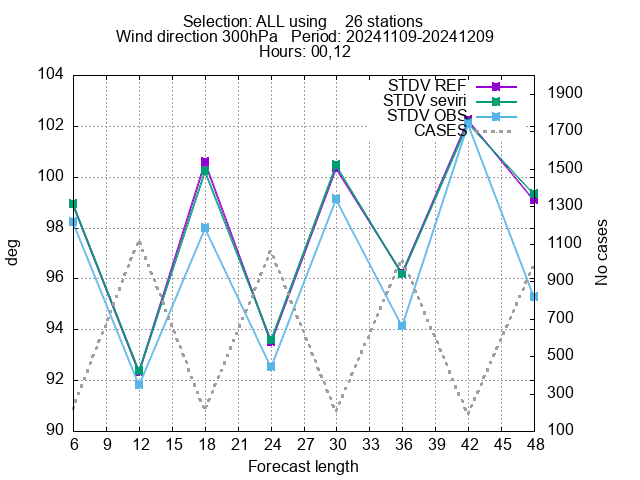 Selection: ALL using    26 stations
Wind direction 300hPa   Period: 20241109-20241209
Hours: 00,12
104
102
100
98
96
94
92
90
deg
STDV REF
STDV seviri
STDV OBS
CASES
1900
1700
1500
1300
1100
900
700
500
300
100
No cases
6 9 12 15 18 21 24 27 30 33 36 39 42 45 48
Forecast length